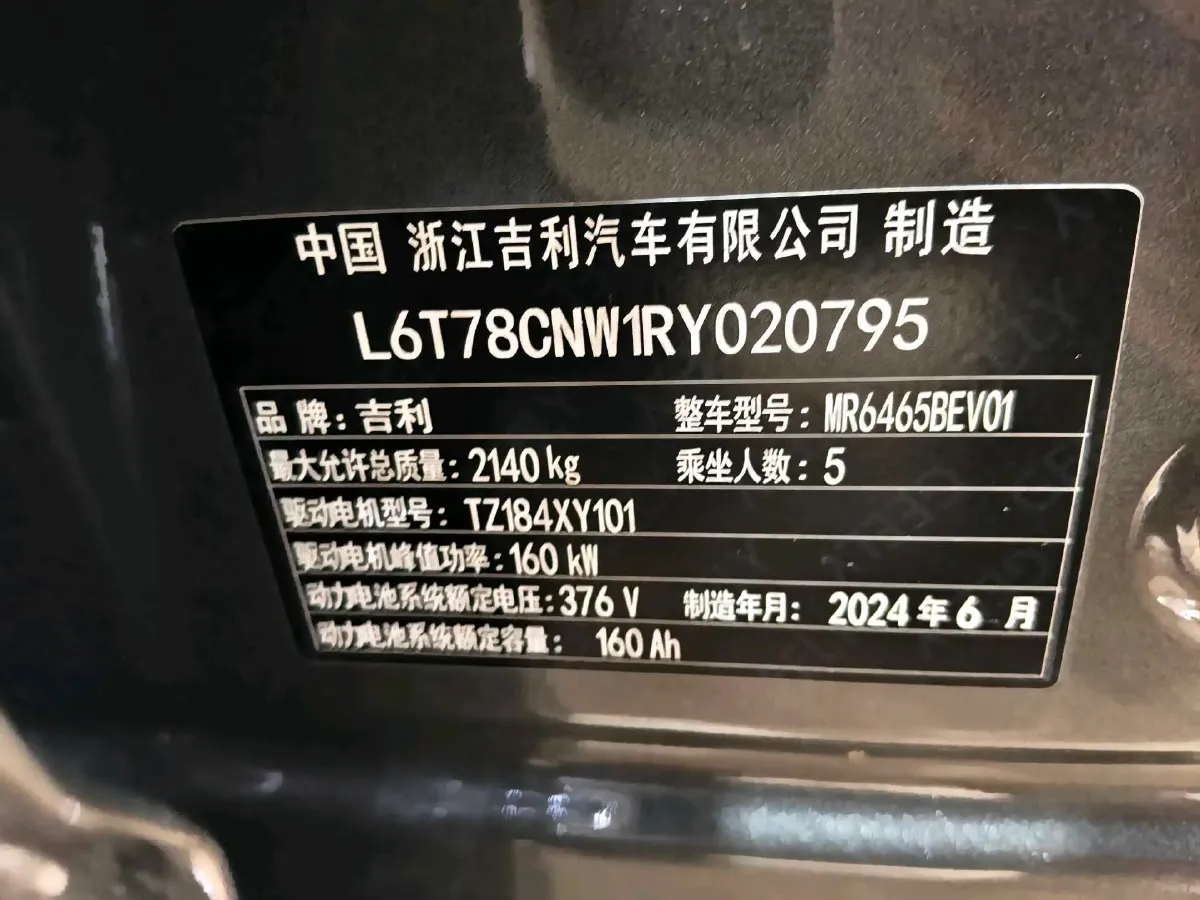 中国 浙江吉利汽车有限公司 制造
L6T78CNW1RY020795
品 牌：吉利 整车型号：MR6465BEV01
最大允许总质量：2140 kg 乘坐人数：5
驱动电机型号：TZ184XY101
驱动电机峰值功率：160 kW
动力电池系统额定电压：376 V 制造年月：2024 年 6 月
动力电池系统额定容量：160 Ah